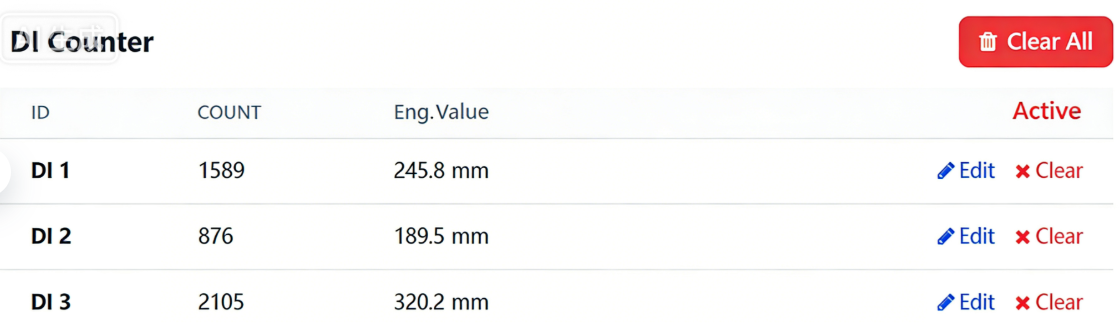 DI Counter
Clear All
ID COUNT Eng.Value Active
DI 1 1589 245.8 mm Edit Clear
DI 2 876 189.5 mm Edit Clear
DI 3 2105 320.2 mm Edit Clear